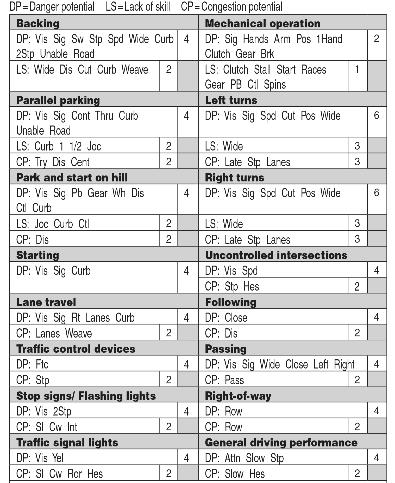 DP=Danger potential LS=Lack of skill CP=Congestion potential
Backing
DP: Vis Sig Sw Stp Spd Wide Curb 4
2Stp Unable Road
LS: Wide Dis Cut Curb Weave 2
Parallel parking
DP: Vis Sig Cont Thru Curb 4
Unable Road
LS: Curb 1 1/2 Joc 2
CP: Try Dis Cent 2
Park and start on hill
DP: Vis Sig Pb Gear Wh Dis 4
Ctl Curb
LS: Joc Curb Ctl 2
CP: Dis 2
Starting
DP: Vis Sig Curb 4
Lane travel
DP: Vis Sig Rt Lanes Curb 4
CP: Lanes Weave 2
Traffic control devices
DP: Ftc 4
CP: Stp 2
Stop signs/ Flashing lights
DP: Vis 2Stp 4
CP: Sl Cw Int 2
Traffic signal lights
DP: Vis Yel 4
CP: Sl Cw Ror Hes 2
Mechanical operation
DP: Sig Hands Arm Pos 1Hand 2
Clutch Gear Brk
LS: Clutch Stall Start Races 1
Gear PB Ctl Spins
Left turns
DP: Vis Sig Spd Cut Pos Wide 6
LS: Wide 3
CP: Late Stp Lanes 3
Right turns
DP: Vis Sig Spd Cut Pos Wide 6
LS: Wide 3
CP: Late Stp Lanes 3
Uncontrolled intersections
DP: Vis Spd 4
CP: Stp Hes 2
Following
DP: Close 4
CP: Dis 2
Passing
DP: Vis Sig Wide Close Left Right 4
CP: Pass 2
Right-of-way
DP: Row 4
CP: Row 2
General driving performance
DP: Attn Slow Stp 4
CP: Slow Hes 2